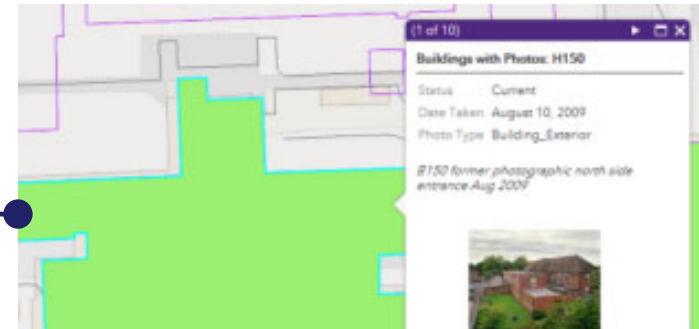 (1 of 10)
Buildings with Photos: H150
Status Current
Date Taken August 10, 2009
Photo Type Building_Exterior
B150 former photographic north side
entrance Aug 2009